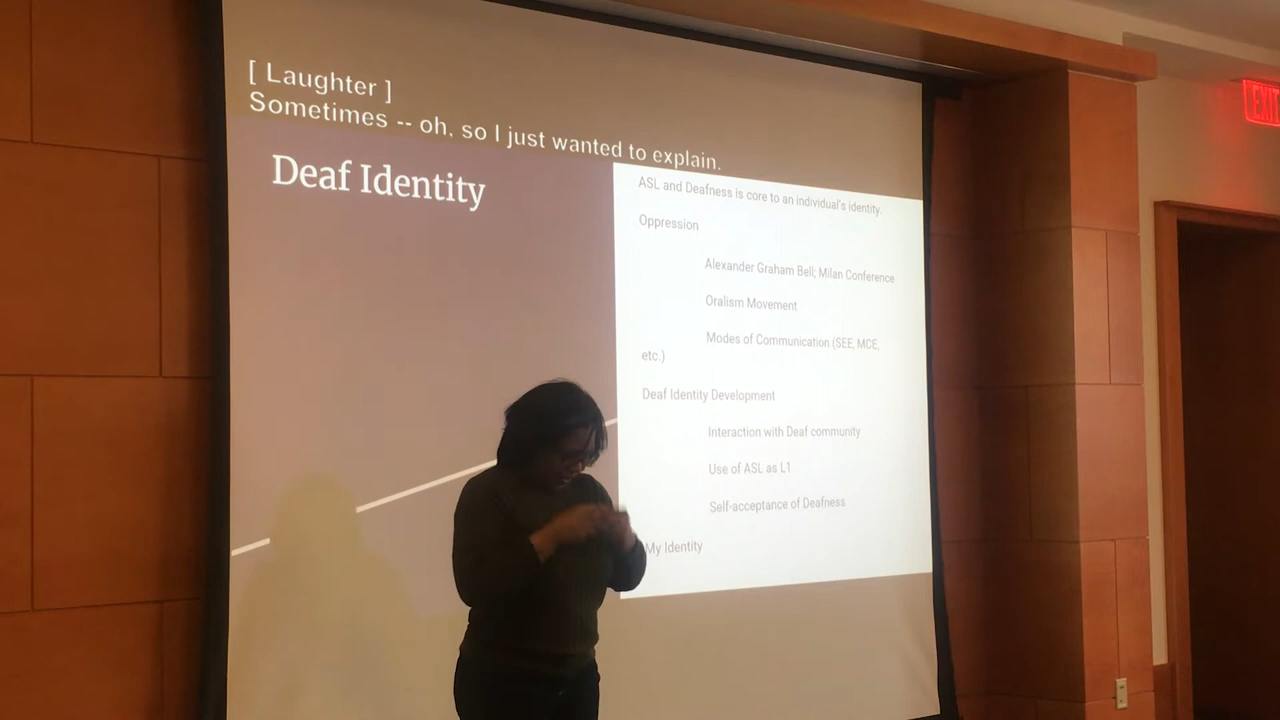 [ Laughter ]
Sometimes -- oh, so I just wanted to explain.
Deaf Identity
ASL and Deafness is core to an individual's identity.
Oppression
Alexander Graham Bell; Milan Conference
Oralism Movement
Modes of Communication (SEE, MCE,
etc.)
Deaf Identity Development
Interaction with Deaf community
Use of ASL as L1
Self-acceptance of Deafness
My Identity
EXIT